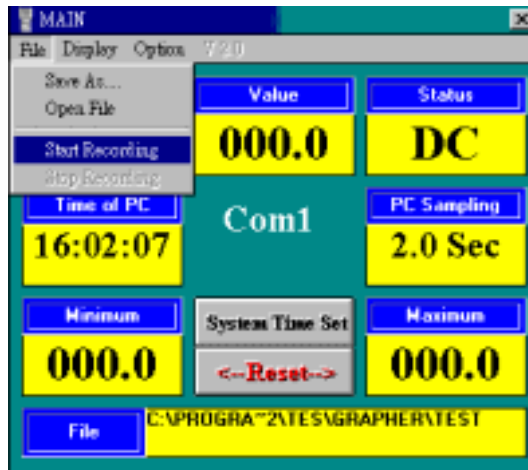 MAIN
File Display Option V 2.0
Save As...
Open File
Start Recording
Stop Recording
Value
000.0
Status
DC
Time of PC
16:02:07
Com1
PC Sampling
2.0 Sec
Minimum
000.0
System Time Set
<--Reset-->
Maximum
000.0
File
C:\PROGRA~2\TES\GRAPHER\TEST